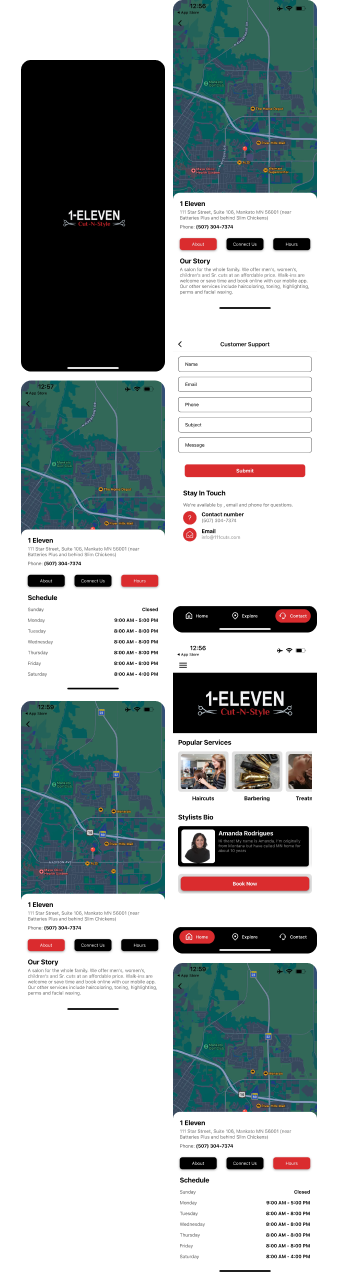 1-ELEVEN
Cut-N-Style
12:57
App Store
1 Eleven
111 Star Street, Suite 106, Mankato MN 56001 (near
Batteries Plus and behind Slim Chickens)
Phone: (507) 304-7374
About
Connect Us
Hours
Schedule
Sunday Closed
Monday 9:00 AM - 5:00 PM
Tuesday 8:00 AM - 8:00 PM
Wednesday 8:00 AM - 8:00 PM
Thursday 8:00 AM - 8:00 PM
Friday 8:00 AM - 8:00 PM
Saturday 8:00 AM - 4:00 PM
12:59
App Store
1 Eleven
111 Star Street, Suite 106, Mankato MN 56001 (near
Batteries Plus and behind Slim Chickens)
Phone: (507) 304-7374
About
Connect Us
Hours
Our Story
A salon for the whole family. We offer men's, women's,
children's and Sr. cuts at an affordable price. Walk-ins are
welcome or save time and book online with our mobile app.
Our other services include haircoloring, toning, highlighting,
perms and facial waxing.
12:56
App Store
1 Eleven
111 Star Street, Suite 106, Mankato MN 56001 (near
Batteries Plus and behind Slim Chickens)
Phone: (507) 304-7374
About
Connect Us
Hours
Our Story
A salon for the whole family. We offer men's, women's,
children's and Sr. cuts at an affordable price. Walk-ins are
welcome or save time and book online with our mobile app.
Our other services include haircoloring, toning, highlighting,
perms and facial waxing.
Customer Support
Name
Email
Phone
Subject
Message
Submit
Stay In Touch
We're available by , email and phone for questions.
Contact number
(507) 304-7374
Email
Home
Explore
Contact
12:56
App Store
1-ELEVEN
Cut-N-Style
Popular Services
Haircuts
Barbering
Treatm
Stylists Bio
Amanda Rodrigues
Hi there! My name is Amanda. I'm originally
from Montana but have called MN home for
about 10 years
Book Now
Home
Explore
Contact
12:59
App Store
1 Eleven
111 Star Street, Suite 106, Mankato MN 56001 (near
Batteries Plus and behind Slim Chickens)
Phone: (507) 304-7374
About
Connect Us
Hours
Schedule
Sunday Closed
Monday 9:00 AM - 5:00 PM
Tuesday 8:00 AM - 8:00 PM
Wednesday 8:00 AM - 8:00 PM
Thursday 8:00 AM - 8:00 PM
Friday 8:00 AM - 8:00 PM
Saturday 8:00 AM - 4:00 PM